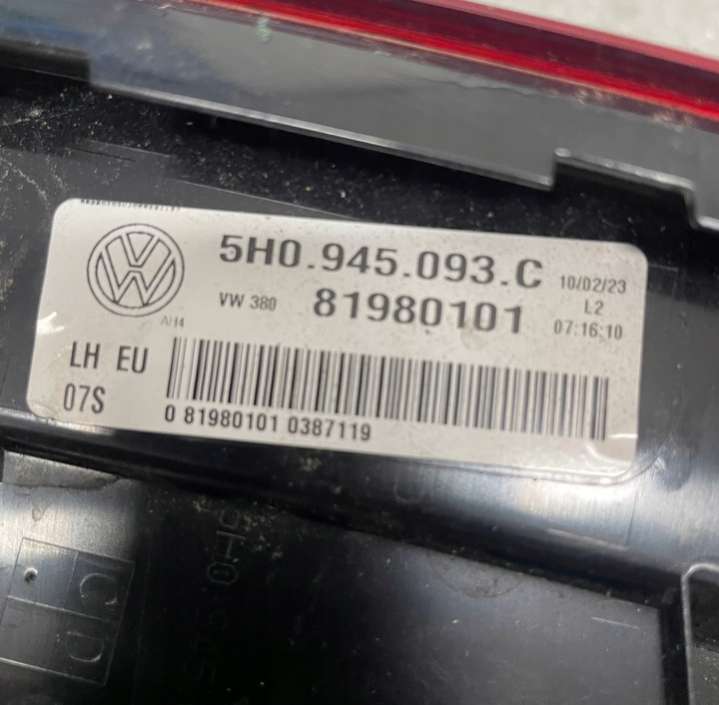 5H0.945.093.C 10/02/23
VW 380 81980101 L2
A/14 07:16:10
LH EU
07S
0 81980101 0387119
C
D